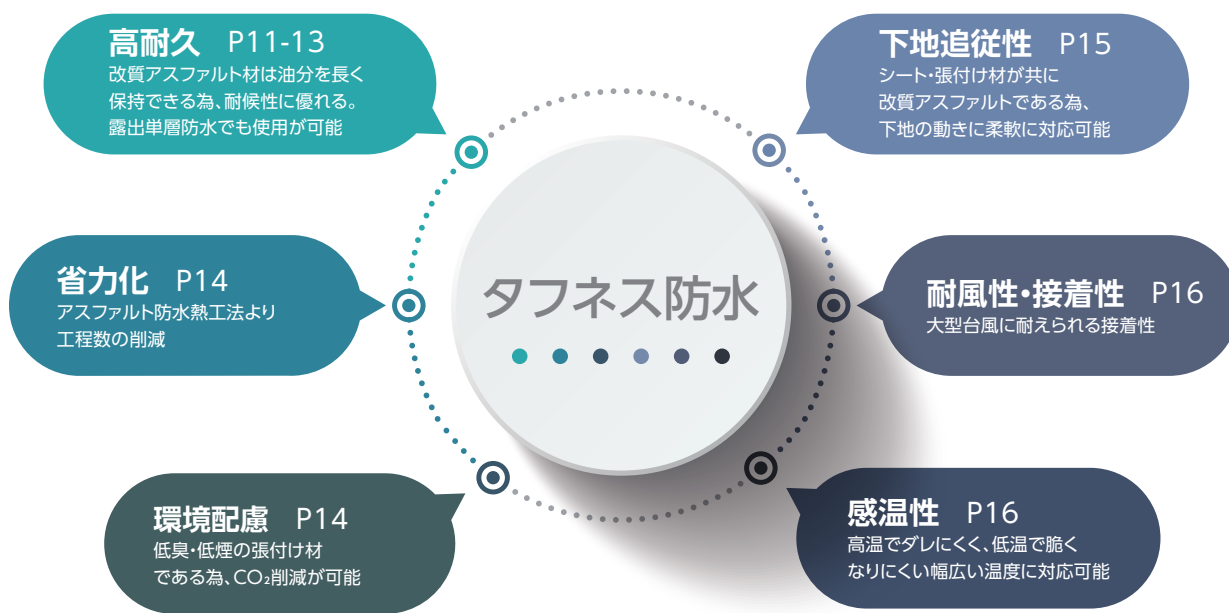 高耐久 P11-13
改質アスファルト材は油分を長く
保持できる為、耐候性に優れる。
露出単層防水でも使用が可能
下地追従性 P15
シート・張付け材が共に
改質アスファルトである為、
下地の動きに柔軟に対応可能
省力化 P14
アスファルト防水熱工法より
工程数の削減
タフネス防水
耐風性・接着性 P16
大型台風に耐えられる接着性
環境配慮 P14
低臭・低煙の張付け材
である為、CO₂削減が可能
感温性 P16
高温でダレにくく、低温で脆く
なりにくい幅広い温度に対応可能